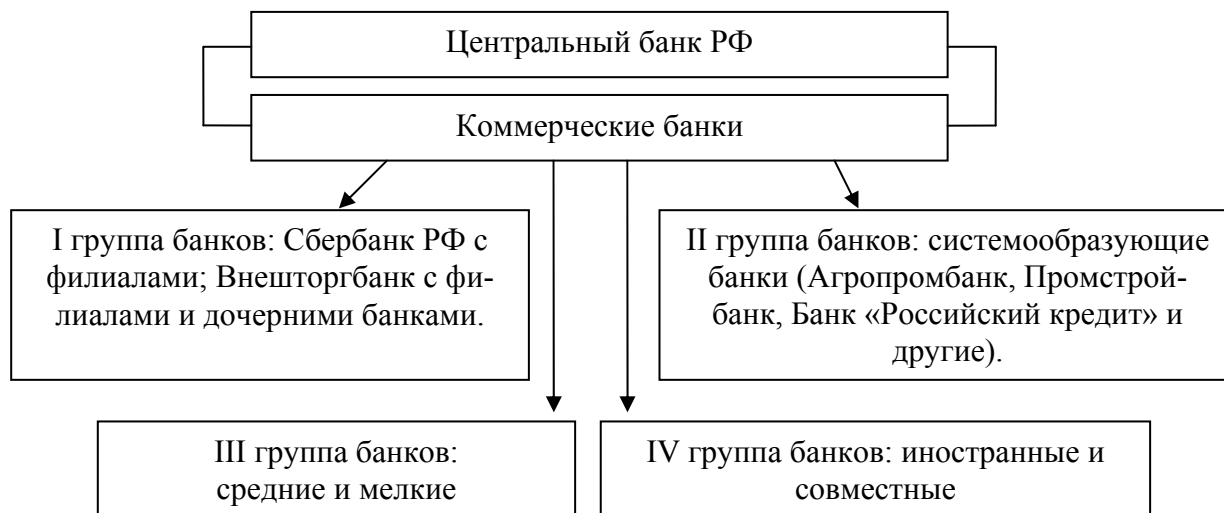 Центральный банк РФ
Коммерческие банки
I группа банков: Сбербанк РФ с
филиалами; Внешторгбанк с фи-
лиалами и дочерними банками.
II группа банков: системообразующие
банки (Агропромбанк, Промстрой-
банк, Банк «Российский кредит» и
другие).
III группа банков:
средние и мелкие
IV группа банков: иностранные и
совместные